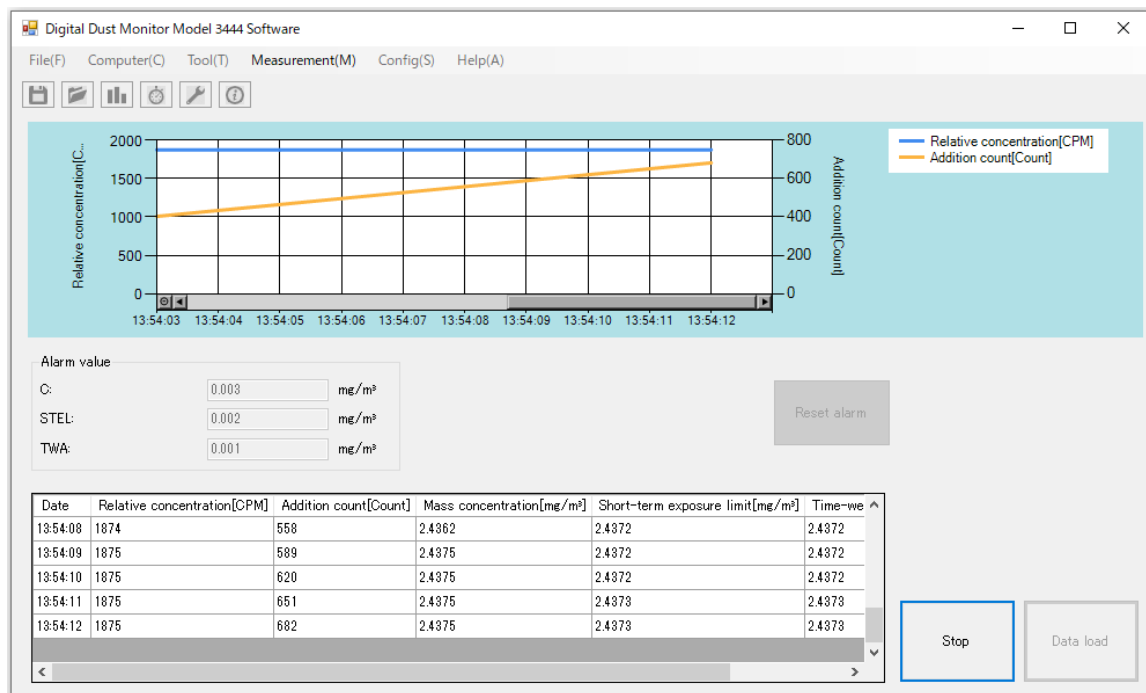 Digital Dust Monitor Model 3444 Software
File(F) Computer(C) Tool(T) Measurement(M) Config(S) Help(A)
Relative concentration[C...
2000
1500
1000
500
0
800
600
400
200
0
Addition count[Count]
Relative concentration[CPM]
Addition count[Count]
13:54:03 13:54:04 13:54:05 13:54:06 13:54:07 13:54:08 13:54:09 13:54:10 13:54:11 13:54:12
Alarm value
C: 0.003 mg/m³
STEL: 0.002 mg/m³
TWA: 0.001 mg/m³
Reset alarm
Date Relative concentration[CPM] Addition count[Count] Mass concentration[mg/m³] Short-term exposure limit[mg/m³] Time-we
13:54:08 1874 558 2.4362 2.4372 2.4372
13:54:09 1875 589 2.4375 2.4372 2.4372
13:54:10 1875 620 2.4375 2.4372 2.4372
13:54:11 1875 651 2.4375 2.4373 2.4373
13:54:12 1875 682 2.4375 2.4373 2.4373
Stop
Data load